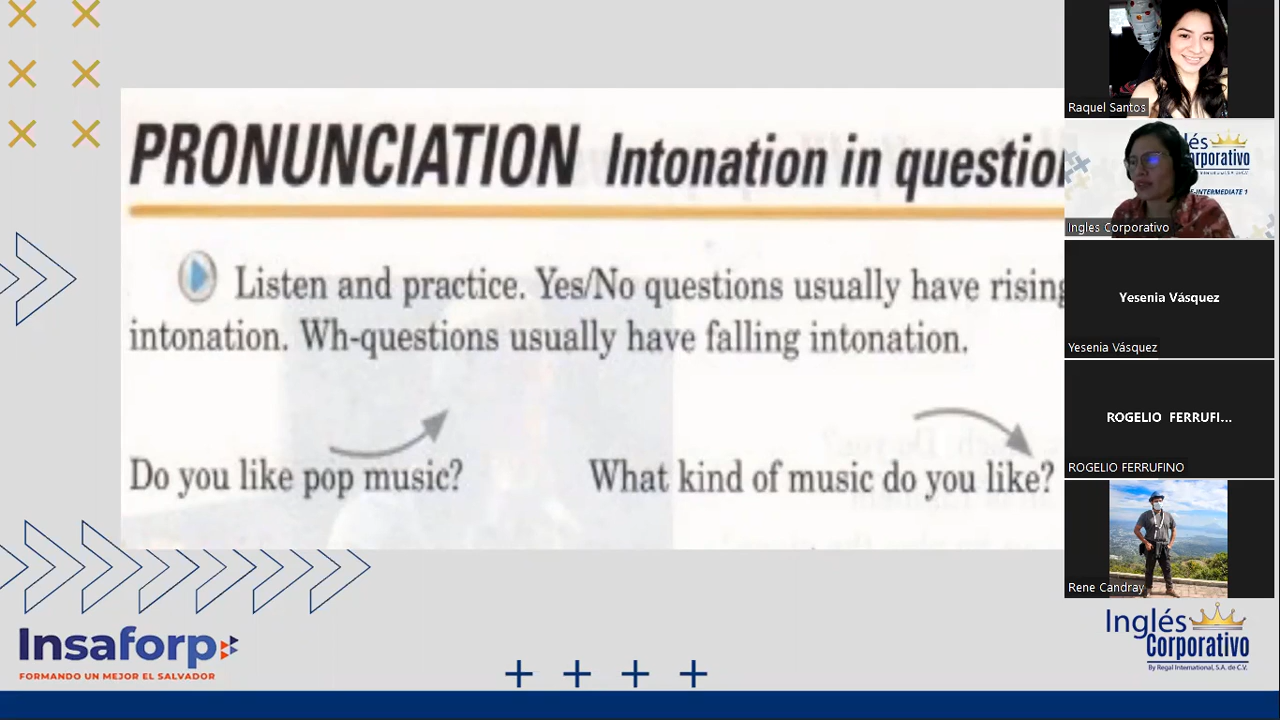 PRONUNCIATION Intonation in question
Listen and practice. Yes/No questions usually have rising
intonation. Wh-questions usually have falling intonation.
Do you like pop music?
What kind of music do you like?
Insaforp
FORMANDO UN MEJOR EL SALVADOR
Raquel Santos
Inglés
Corporativo
E-INTERMEDIATE 1
Ingles Corporativo
Yesenia Vásquez
Yesenia Vásquez
ROGELIO FERRUFI...
ROGELIO FERRUFINO
Rene Candray
Inglés
Corporativo
By Regal International, S.A. de C.V.